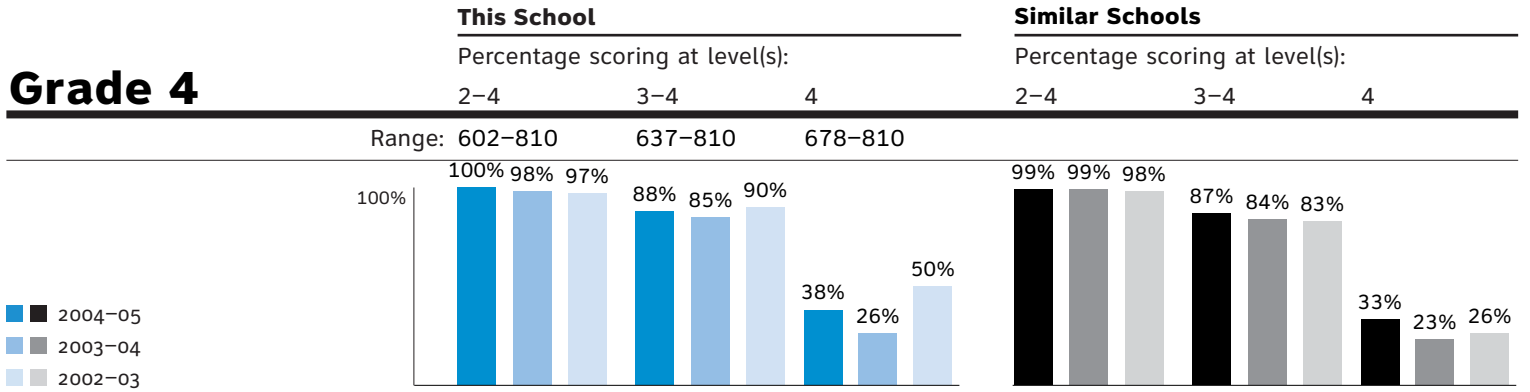 This School
Similar Schools
Percentage scoring at level(s):
Percentage scoring at level(s):
Grade 4
2–4 3–4 4
2–4 3–4 4
Range: 602–810 637–810 678–810
100% 98% 97% 88% 85% 90% 38% 26% 50%
99% 99% 98% 87% 84% 83% 33% 23% 26%
100%
2004–05
2003–04
2002–03